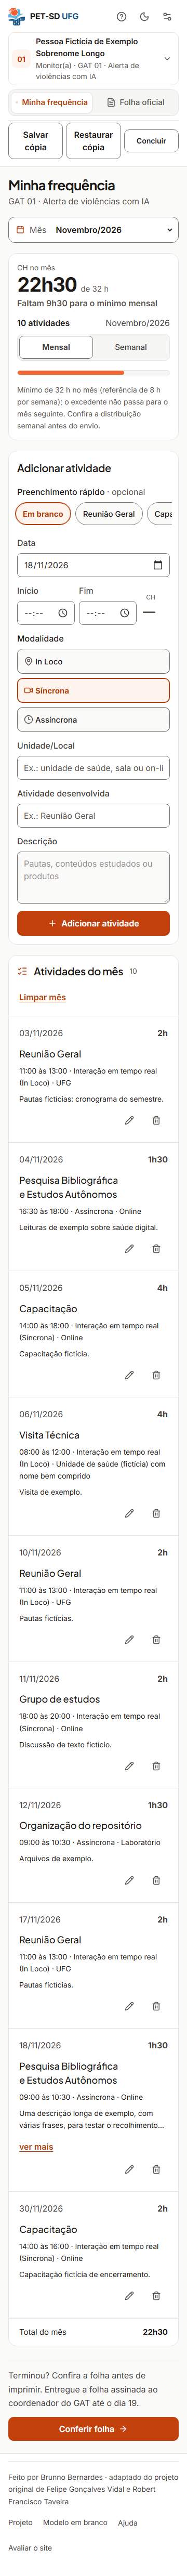 PET-SD UFG
01
Pessoa Fictícia de Exemplo
Sobrenome Longo
Monitor(a) · GAT 01 · Alerta de
violências com IA
Minha frequência
Folha oficial
Salvar
cópia
Restaurar
cópia
Concluir
Minha frequência
GAT 01 · Alerta de violências com IA
Mês
Novembro/2026
CH no mês
22h30 de 32 h
Faltam 9h30 para o mínimo mensal
10 atividades
Novembro/2026
Mensal
Semanal
Mínimo de 32 h no mês (referência de 8 h
por semana); o excedente não passa para o
mês seguinte. Confira a distribuição
semanal antes do envio.
Adicionar atividade
Preenchimento rápido · opcional
Em branco
Reunião Geral
Capa
Data
18/11/2026
Início
Fim
CH
--:--
--:--
—
Modalidade
In Loco
Síncrona
Assíncrona
Unidade/Local
Ex.: unidade de saúde, sala ou on-li
Atividade desenvolvida
Ex.: Reunião Geral
Descrição
Pautas, conteúdos estudados ou
produtos
+ Adicionar atividade
Atividades do mês 10
Limpar mês
03/11/2026
2h
Reunião Geral
11:00 às 13:00 · Interação em tempo real
(In Loco) · UFG
Pautas fictícias: cronograma do semestre.
04/11/2026
1h30
Pesquisa Bibliográfica
e Estudos Autônomos
16:30 às 18:00 · Assíncrona · Online
Leituras de exemplo sobre saúde digital.
05/11/2026
4h
Capacitação
14:00 às 18:00 · Interação em tempo real
(Síncrona) · Online
Capacitação fictícia.
06/11/2026
4h
Visita Técnica
08:00 às 12:00 · Interação em tempo real
(In Loco) · Unidade de saúde (fictícia) com
nome bem comprido
Visita de exemplo.
10/11/2026
2h
Reunião Geral
11:00 às 13:00 · Interação em tempo real
(In Loco) · UFG
Pautas fictícias.
11/11/2026
2h
Grupo de estudos
18:00 às 20:00 · Interação em tempo real
(Síncrona) · Online
Discussão de texto fictício.
12/11/2026
1h30
Organização do repositório
09:00 às 10:30 · Assíncrona · Laboratório
Arquivos de exemplo.
17/11/2026
2h
Reunião Geral
11:00 às 13:00 · Interação em tempo real
(In Loco) · UFG
Pautas fictícias.
18/11/2026
1h30
Pesquisa Bibliográfica
e Estudos Autônomos
09:00 às 10:30 · Assíncrona · Online
Uma descrição longa de exemplo, com
várias frases, para testar o recolhimento...
ver mais
30/11/2026
2h
Capacitação
14:00 às 16:00 · Interação em tempo real
(Síncrona) · Online
Capacitação fictícia de encerramento.
Total do mês
22h30
Terminou? Confira a folha antes de
imprimir. Entregue a folha assinada ao
coordenador do GAT até o dia 19.
Conferir folha →
Feito por Brunno Bernardes · adaptado do projeto
original de Felipe Gonçalves Vidal e Robert
Francisco Taveira
Projeto
Modelo em branco
Ajuda
Avaliar o site